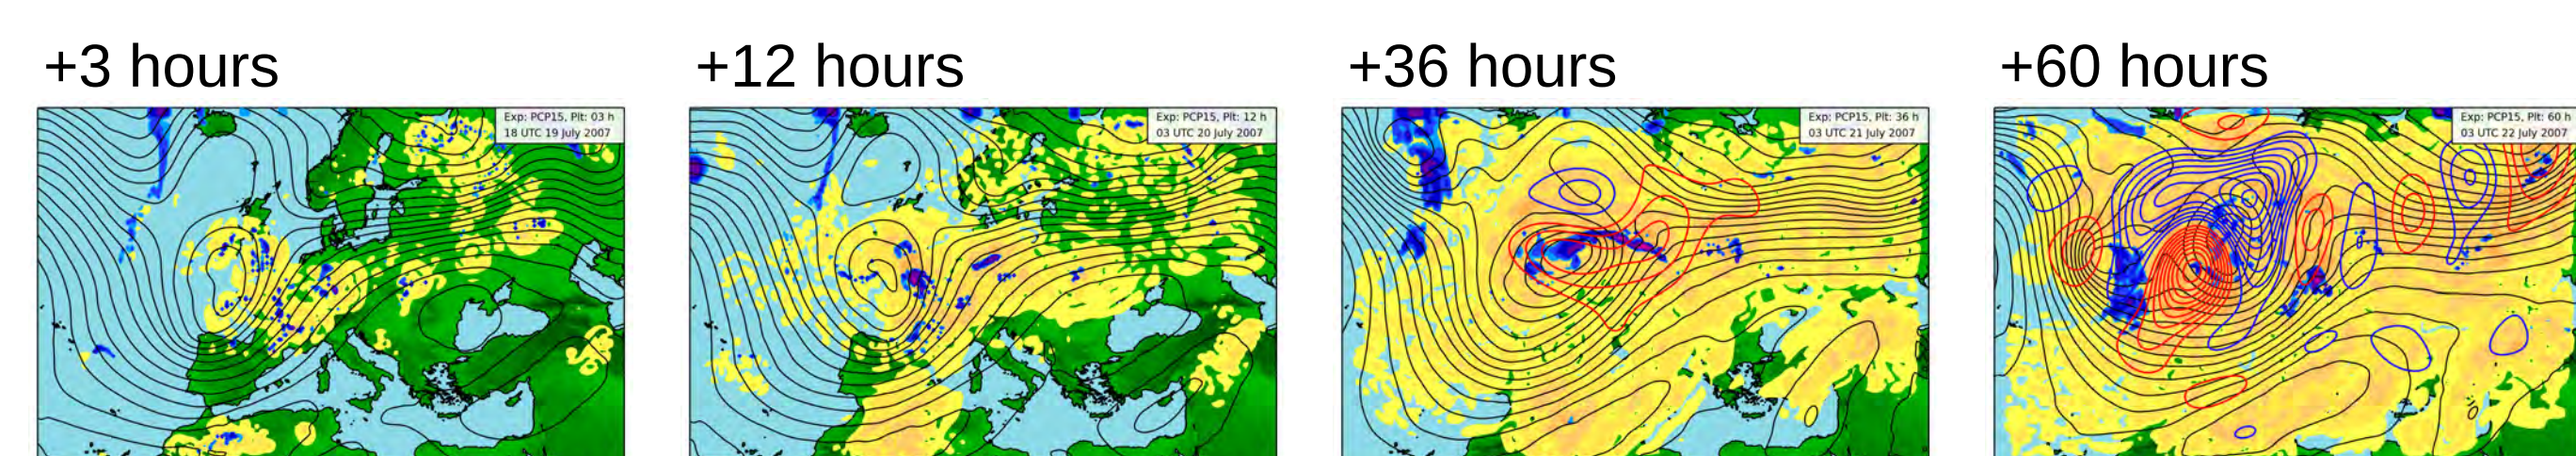 +3 hours
+12 hours
+36 hours
+60 hours
Exp: PCP15, Plt: 03 h
18 UTC 19 July 2007
Exp: PCP15, Plt: 12 h
03 UTC 20 July 2007
Exp: PCP15, Plt: 36 h
03 UTC 21 July 2007
Exp: PCP15, Plt: 60 h
03 UTC 22 July 2007